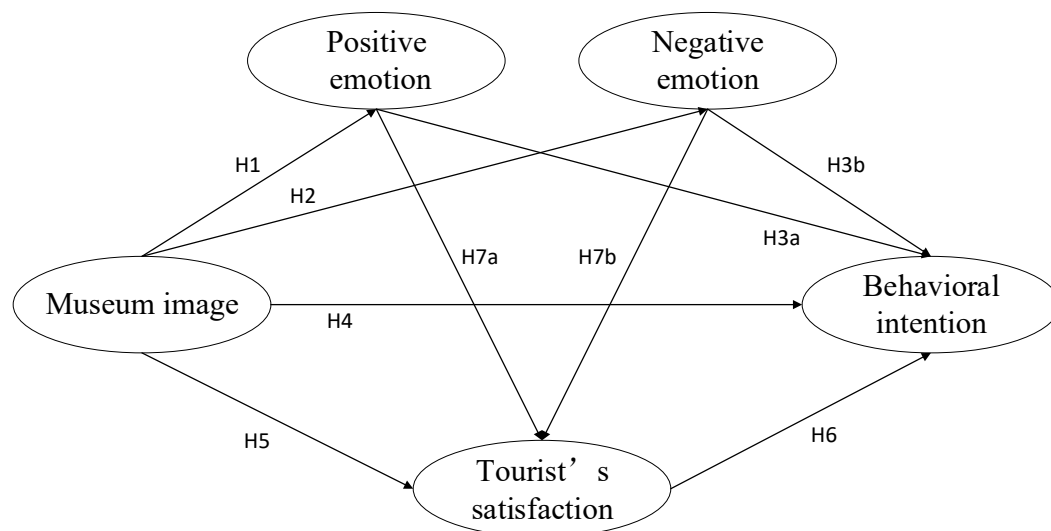 Positive
emotion
Negative
emotion
H1
H2
H3b
H3a
H7a
H7b
Museum image
H4
Behavioral
intention
H5
H6
Tourist’s
satisfaction